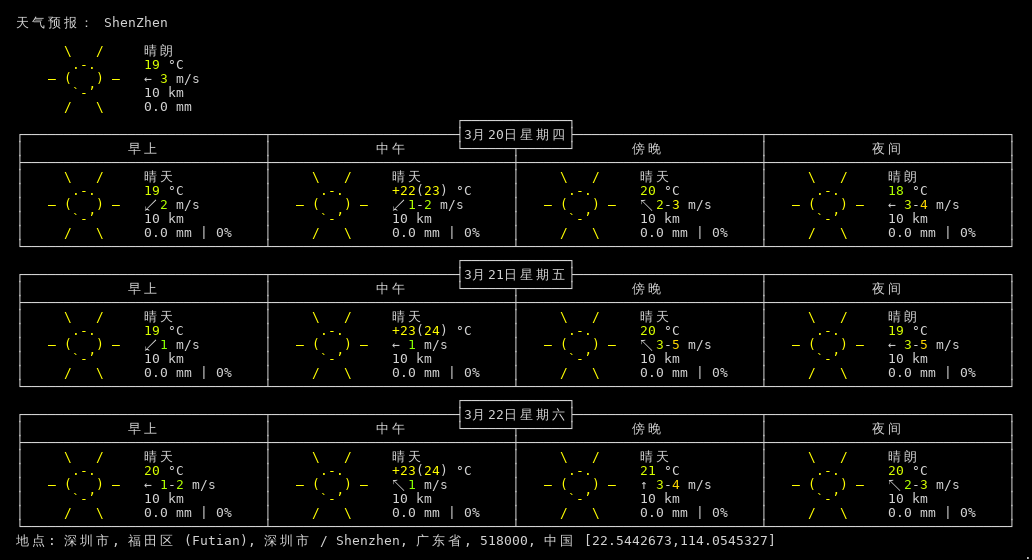 天气预报： ShenZhen
晴朗
19 °C
← 3 m/s
10 km
0.0 mm
3月20日星期四
早上 中午 傍晚 夜间
晴天 晴天 晴天 晴朗
19 °C +22(23) °C 20 °C 18 °C
↙ 2 m/s ↙ 1-2 m/s ↖ 2-3 m/s ← 3-4 m/s
10 km 10 km 10 km 10 km
0.0 mm | 0% 0.0 mm | 0% 0.0 mm | 0% 0.0 mm | 0%
3月21日星期五
早上 中午 傍晚 夜间
晴天 晴天 晴天 晴朗
19 °C +23(24) °C 20 °C 19 °C
↙ 1 m/s ← 1 m/s ↖ 3-5 m/s ← 3-5 m/s
10 km 10 km 10 km 10 km
0.0 mm | 0% 0.0 mm | 0% 0.0 mm | 0% 0.0 mm | 0%
3月22日星期六
早上 中午 傍晚 夜间
晴天 晴天 晴天 晴朗
20 °C +23(24) °C 21 °C 20 °C
← 1-2 m/s ↖ 1 m/s ↑ 3-4 m/s ↖ 2-3 m/s
10 km 10 km 10 km 10 km
0.0 mm | 0% 0.0 mm | 0% 0.0 mm | 0% 0.0 mm | 0%
地点: 深圳市, 福田区 (Futian), 深圳市 / Shenzhen, 广东省, 518000, 中国 [22.5442673,114.0545327]